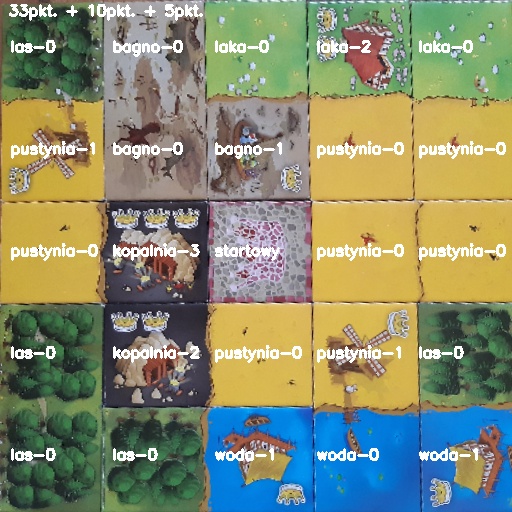 33pkt. + 10pkt. + 5pkt.
las-0 bagno-0 łaka-0 łaka-2 łaka-0
pustynia-1 bagno-0 bagno-1 pustynia-0 pustynia-0
pustynia-0 kopalnia-3 startowy pustynia-0 pustynia-0
las-0 kopalnia-2 pustynia-0 pustynia-1 las-0
las-0 las-0 woda-1 woda-0 woda-1